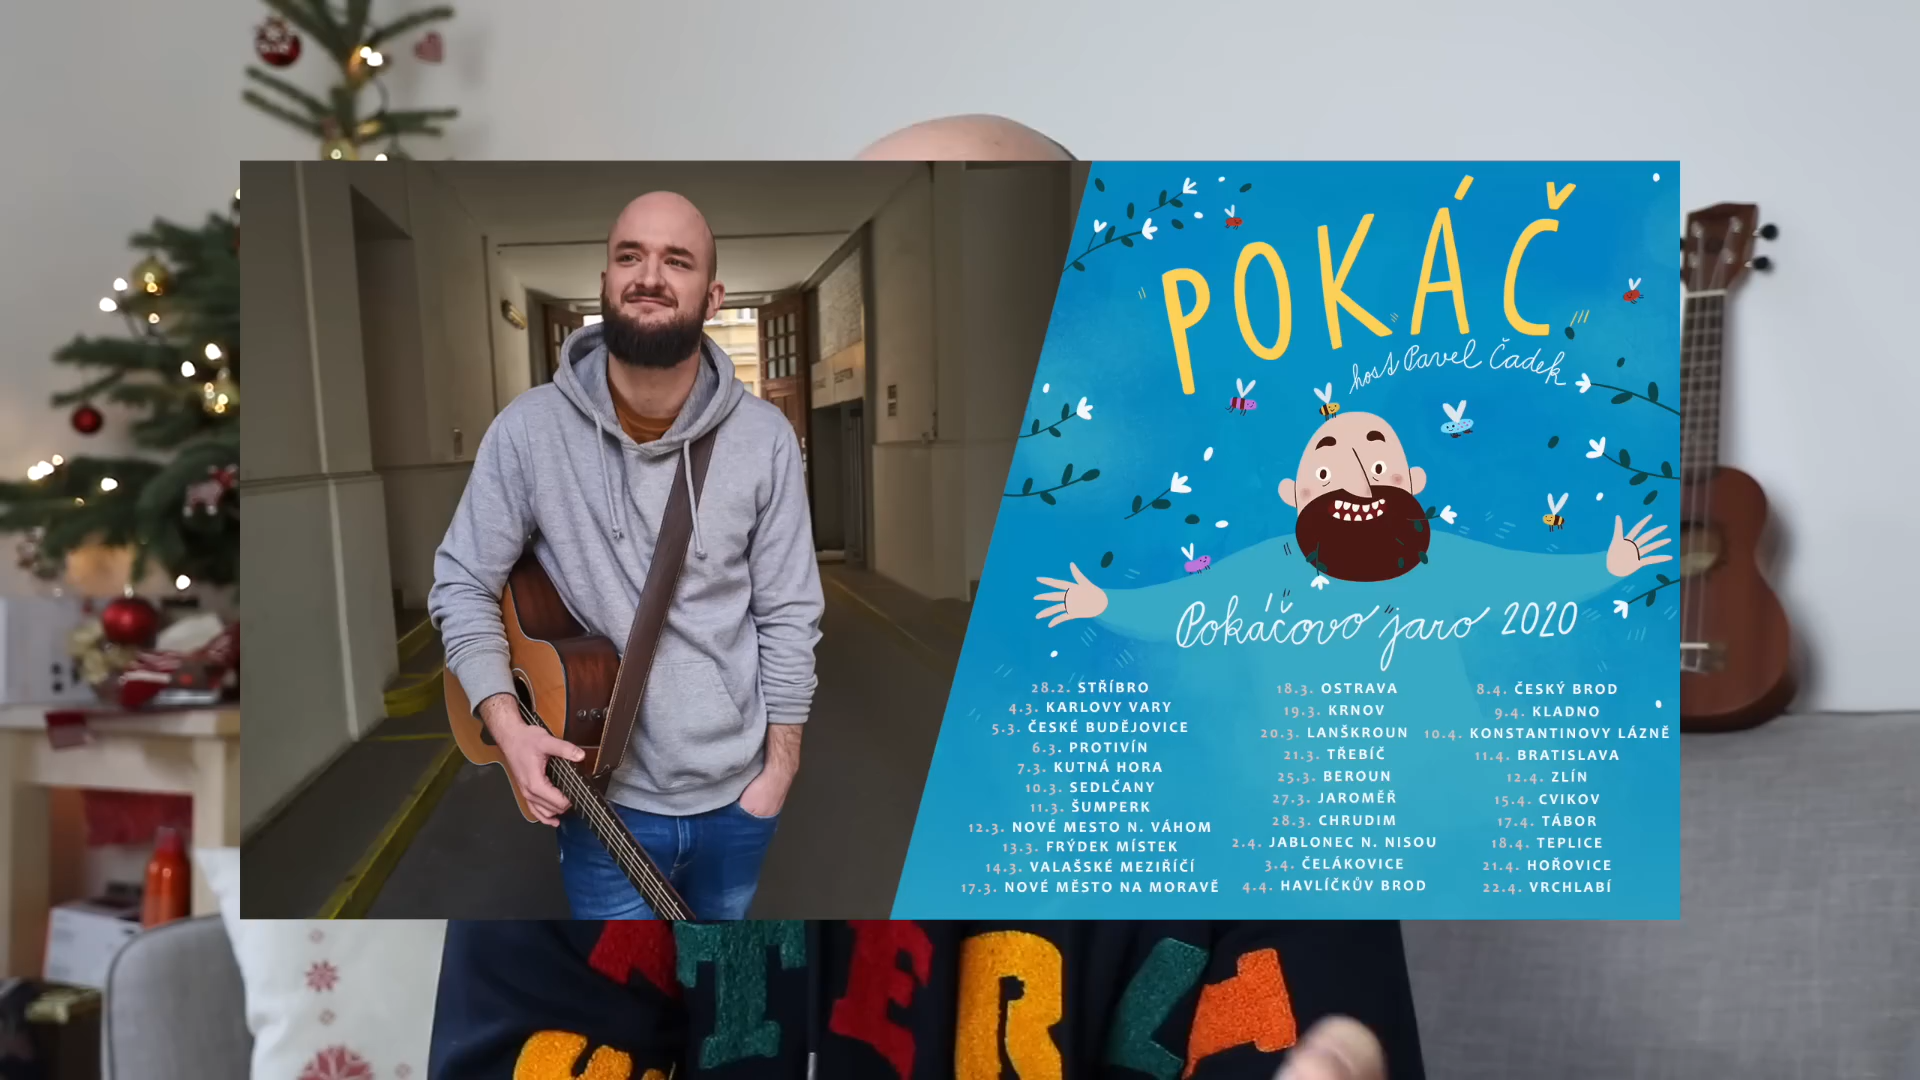 POKÁČ
host Pavel Čadek
Pokáčovo jaro 2020
28.2. STŘÍBRO
4.3. KARLOVY VARY
5.3. ČESKÉ BUDĚJOVICE
6.3. PROTIVÍN
7.3. KUTNÁ HORA
10.3. SEDLČANY
11.3. ŠUMPERK
12.3. NOVÉ MESTO N. VÁHOM
13.3. FRÝDEK MÍSTEK
14.3. VALAŠSKÉ MEZIŘÍČÍ
17.3. NOVÉ MĚSTO NA MORAVĚ
18.3. OSTRAVA
19.3. KRNOV
20.3. LANŠKROUN
21.3. TŘEBÍČ
25.3. BEROUN
27.3. JAROMĚŘ
28.3. CHRUDIM
2.4. JABLONEC N. NISOU
3.4. ČELÁKOVICE
4.4. HAVLÍČKŮV BROD
8.4. ČESKÝ BROD
9.4. KLADNO
10.4. KONSTANTINOVY LÁZNĚ
11.4. BRATISLAVA
12.4. ZLÍN
15.4. CVIKOV
17.4. TÁBOR
18.4. TEPLICE
21.4. HOŘOVICE
22.4. VRCHLABÍ